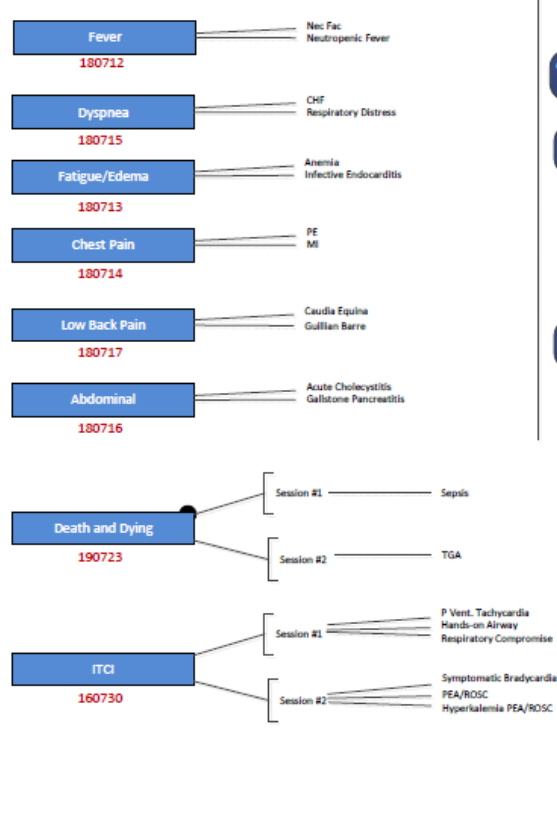 Fever
180712
Nec Fac
Neutropenic Fever
Dyspnea
180715
CHF
Respiratory Distress
Fatigue/Edema
180713
Anemia
Infective Endocarditis
Chest Pain
180714
PE
MI
Low Back Pain
180717
Caudia Equina
Guillian Barre
Abdominal
180716
Acute Cholecystitis
Gallstone Pancreatitis
Death and Dying
190723
Session #1
Sepsis
Session #2
TGA
ITCI
160730
Session #1
P Vent. Tachycardia
Hands-on Airway
Respiratory Compromise
Session #2
Symptomatic Bradycardia
PEA/ROSC
Hyperkalemia PEA/ROSC